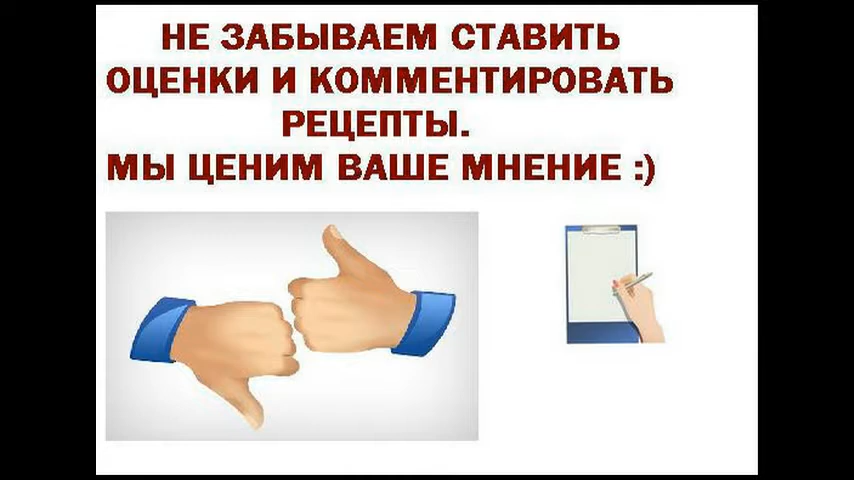 НЕ ЗАБЫВАЕМ СТАВИТЬ
ОЦЕНКИ И КОММЕНТИРОВАТЬ
РЕЦЕПТЫ.
МЫ ЦЕНИМ ВАШЕ МНЕНИЕ :)